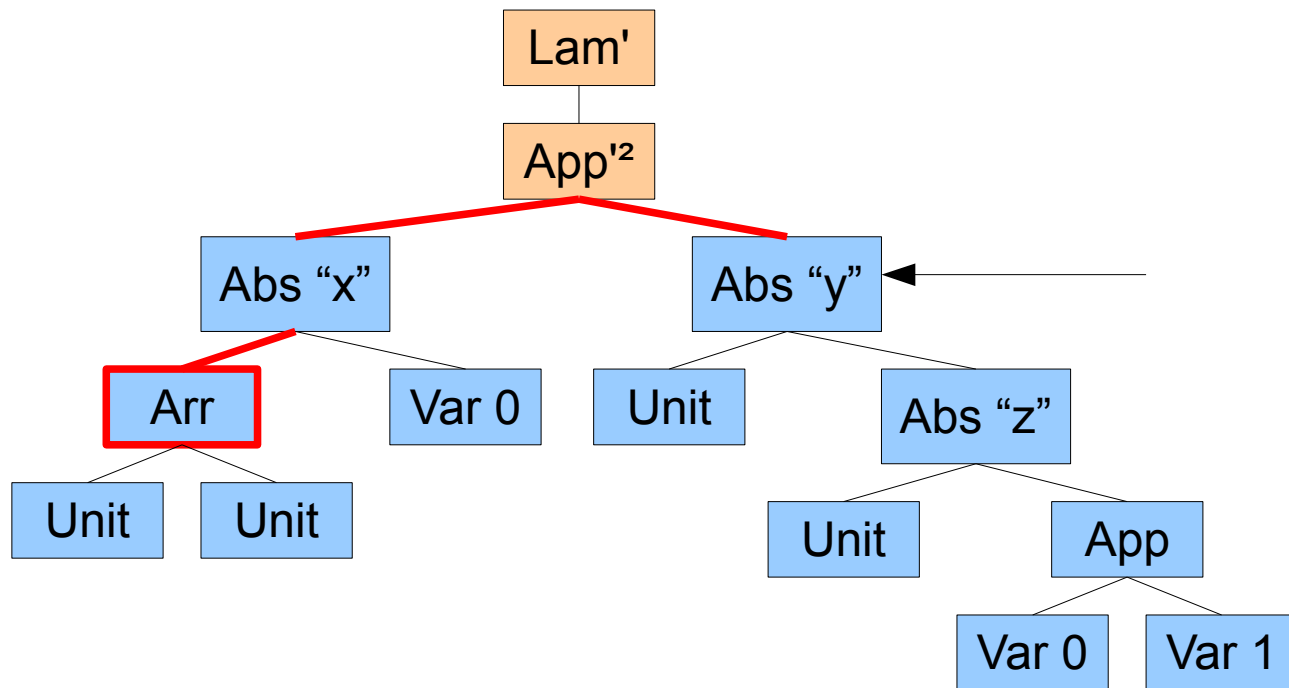 Lam'
App'²
Abs “x”
Abs “y”
Arr
Var 0
Unit
Abs “z”
Unit
Unit
Unit
App
Var 0
Var 1